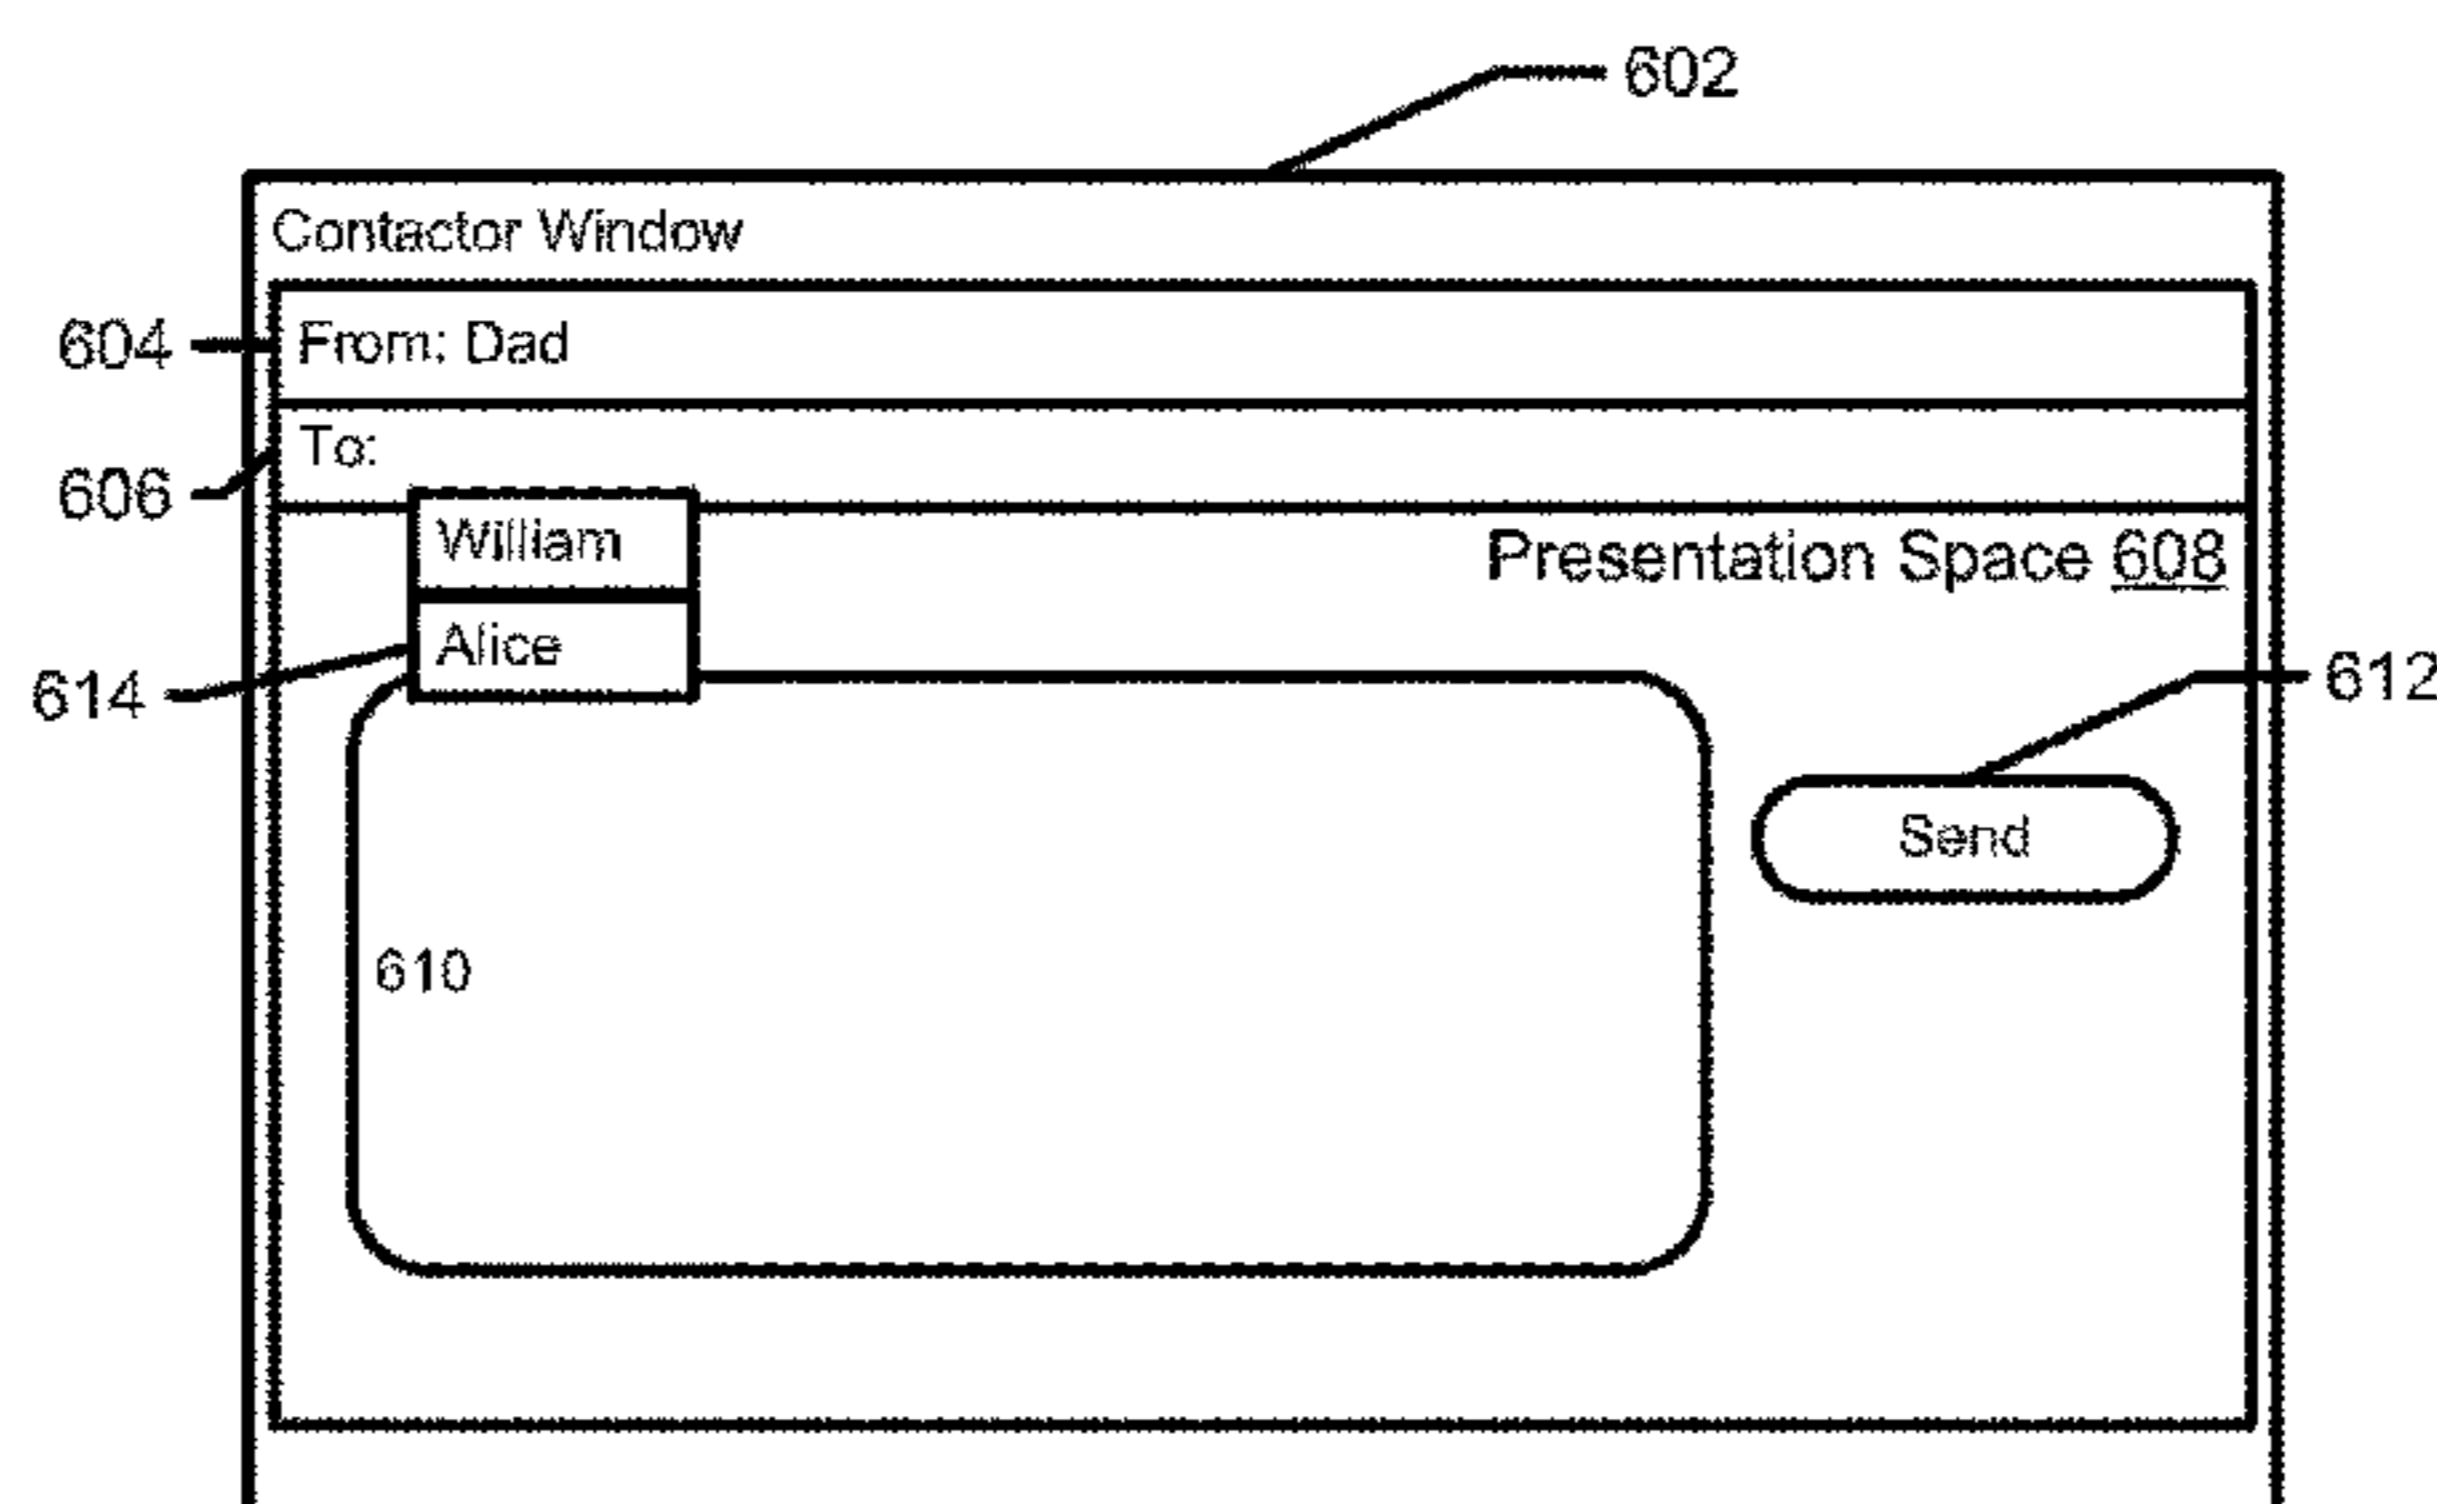 602
Contactor Window
604
From: Dad
To:
606
William
Presentation Space 608
Alice
614
612
Send
610